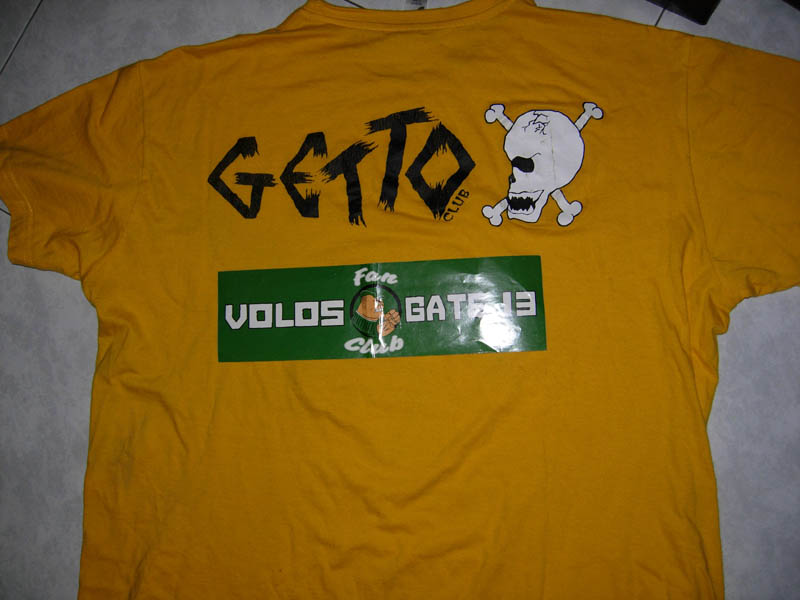 GETTO
CLUB
Fan
VOLOS GATE 13
Club